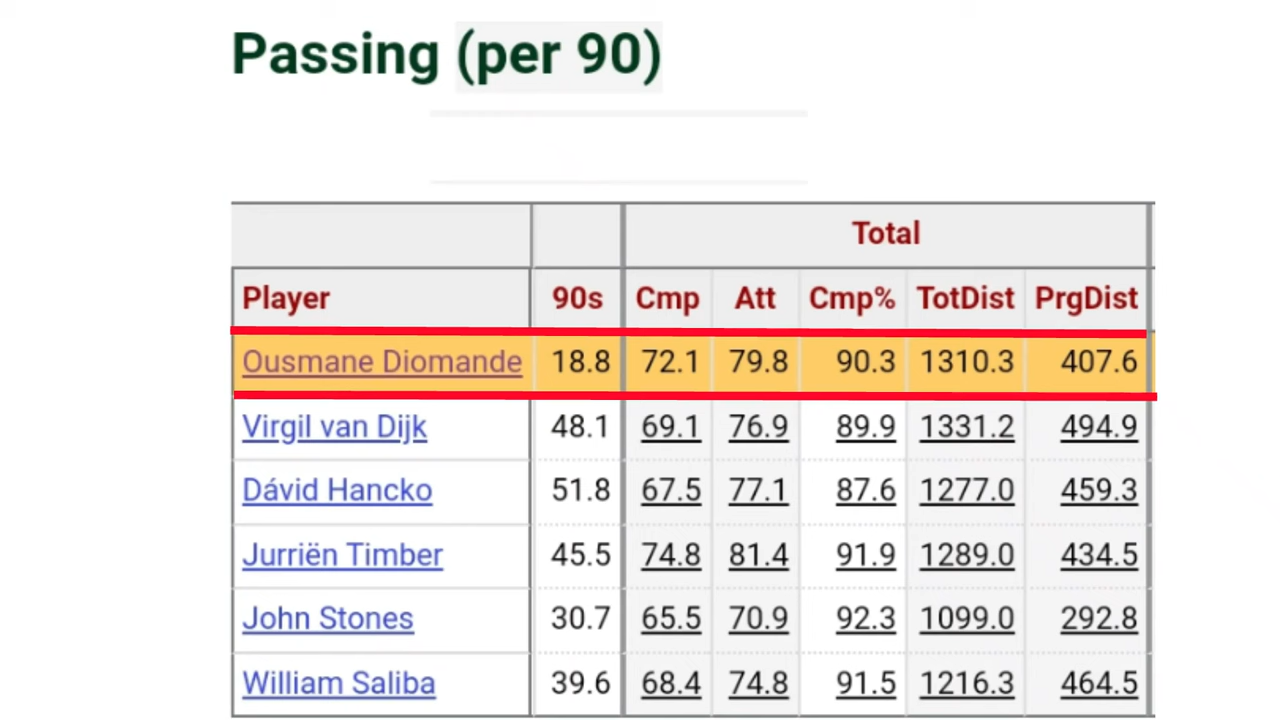 Passing (per 90)
Total
Player 90s Cmp Att Cmp% TotDist PrgDist
Ousmane Diomande 18.8 72.1 79.8 90.3 1310.3 407.6
Virgil van Dijk 48.1 69.1 76.9 89.9 1331.2 494.9
Dávid Hancko 51.8 67.5 77.1 87.6 1277.0 459.3
Jurriën Timber 45.5 74.8 81.4 91.9 1289.0 434.5
John Stones 30.7 65.5 70.9 92.3 1099.0 292.8
William Saliba 39.6 68.4 74.8 91.5 1216.3 464.5